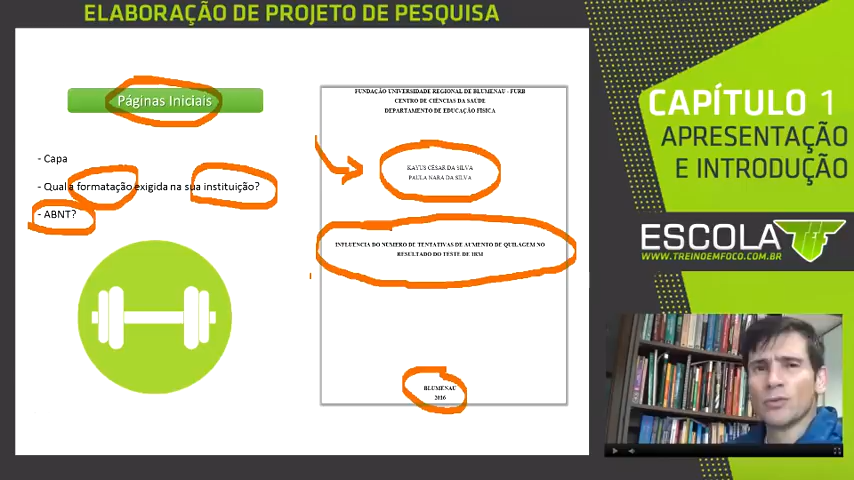 ELABORAÇÃO DE PROJETO DE PESQUISA
Páginas Iniciais
- Capa
- Qual a formatação exigida na sua instituição?
- ABNT?
FUNDAÇÃO UNIVERSIDADE REGIONAL DE BLUMENAU - FURB
CENTRO DE CIÊNCIAS DA SAÚDE
DEPARTAMENTO DE EDUCAÇÃO FÍSICA
KAYUS CESAR DA SILVA
PAULA NARA DA SILVA
INFLUÊNCIA DO NÚMERO DE TENTATIVAS DE AUMENTO DE QUILAGEM NO
RESULTADO DO TESTE DE 1RM
BLUMENAU
2016
CAPÍTULO 1
APRESENTAÇÃO
E INTRODUÇÃO
ESCOLA TIF
WWW.TREINOEMFOCO.COM.BR